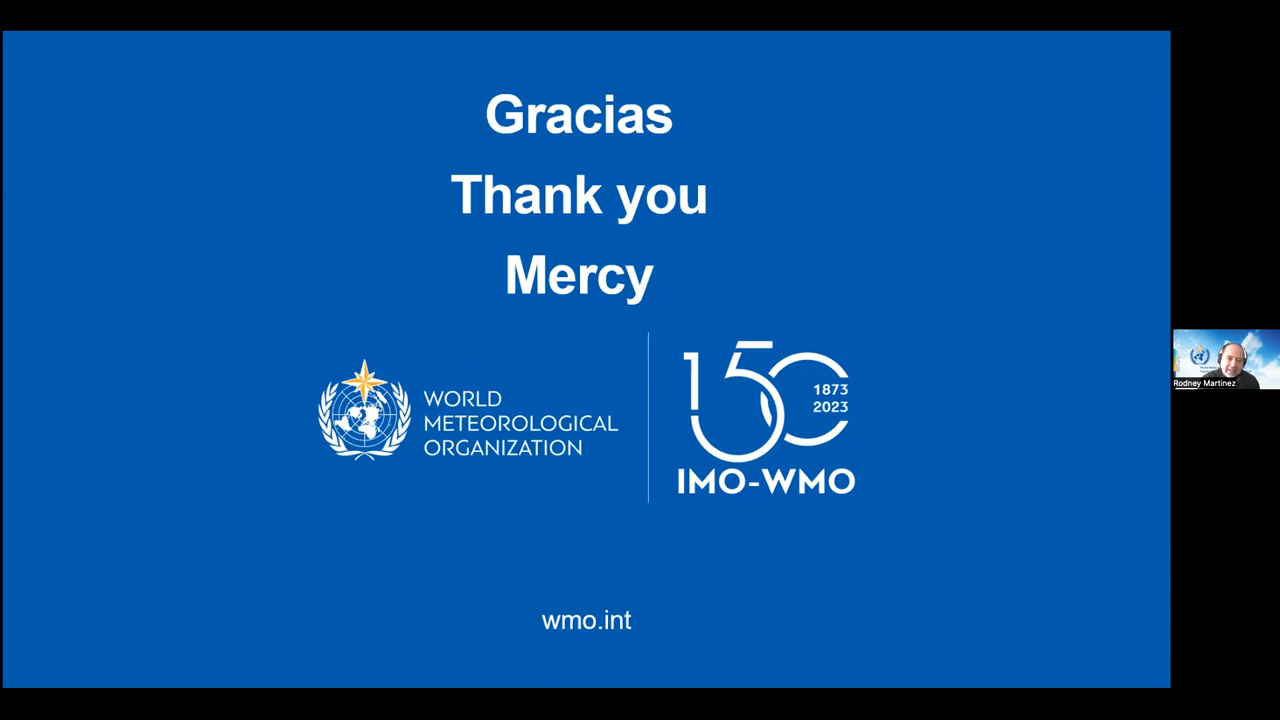 Gracias
Thank you
Mercy
WORLD
METEOROLOGICAL
ORGANIZATION
150
1873
2023
IMO-WMO
wmo.int
Rodney Martinez